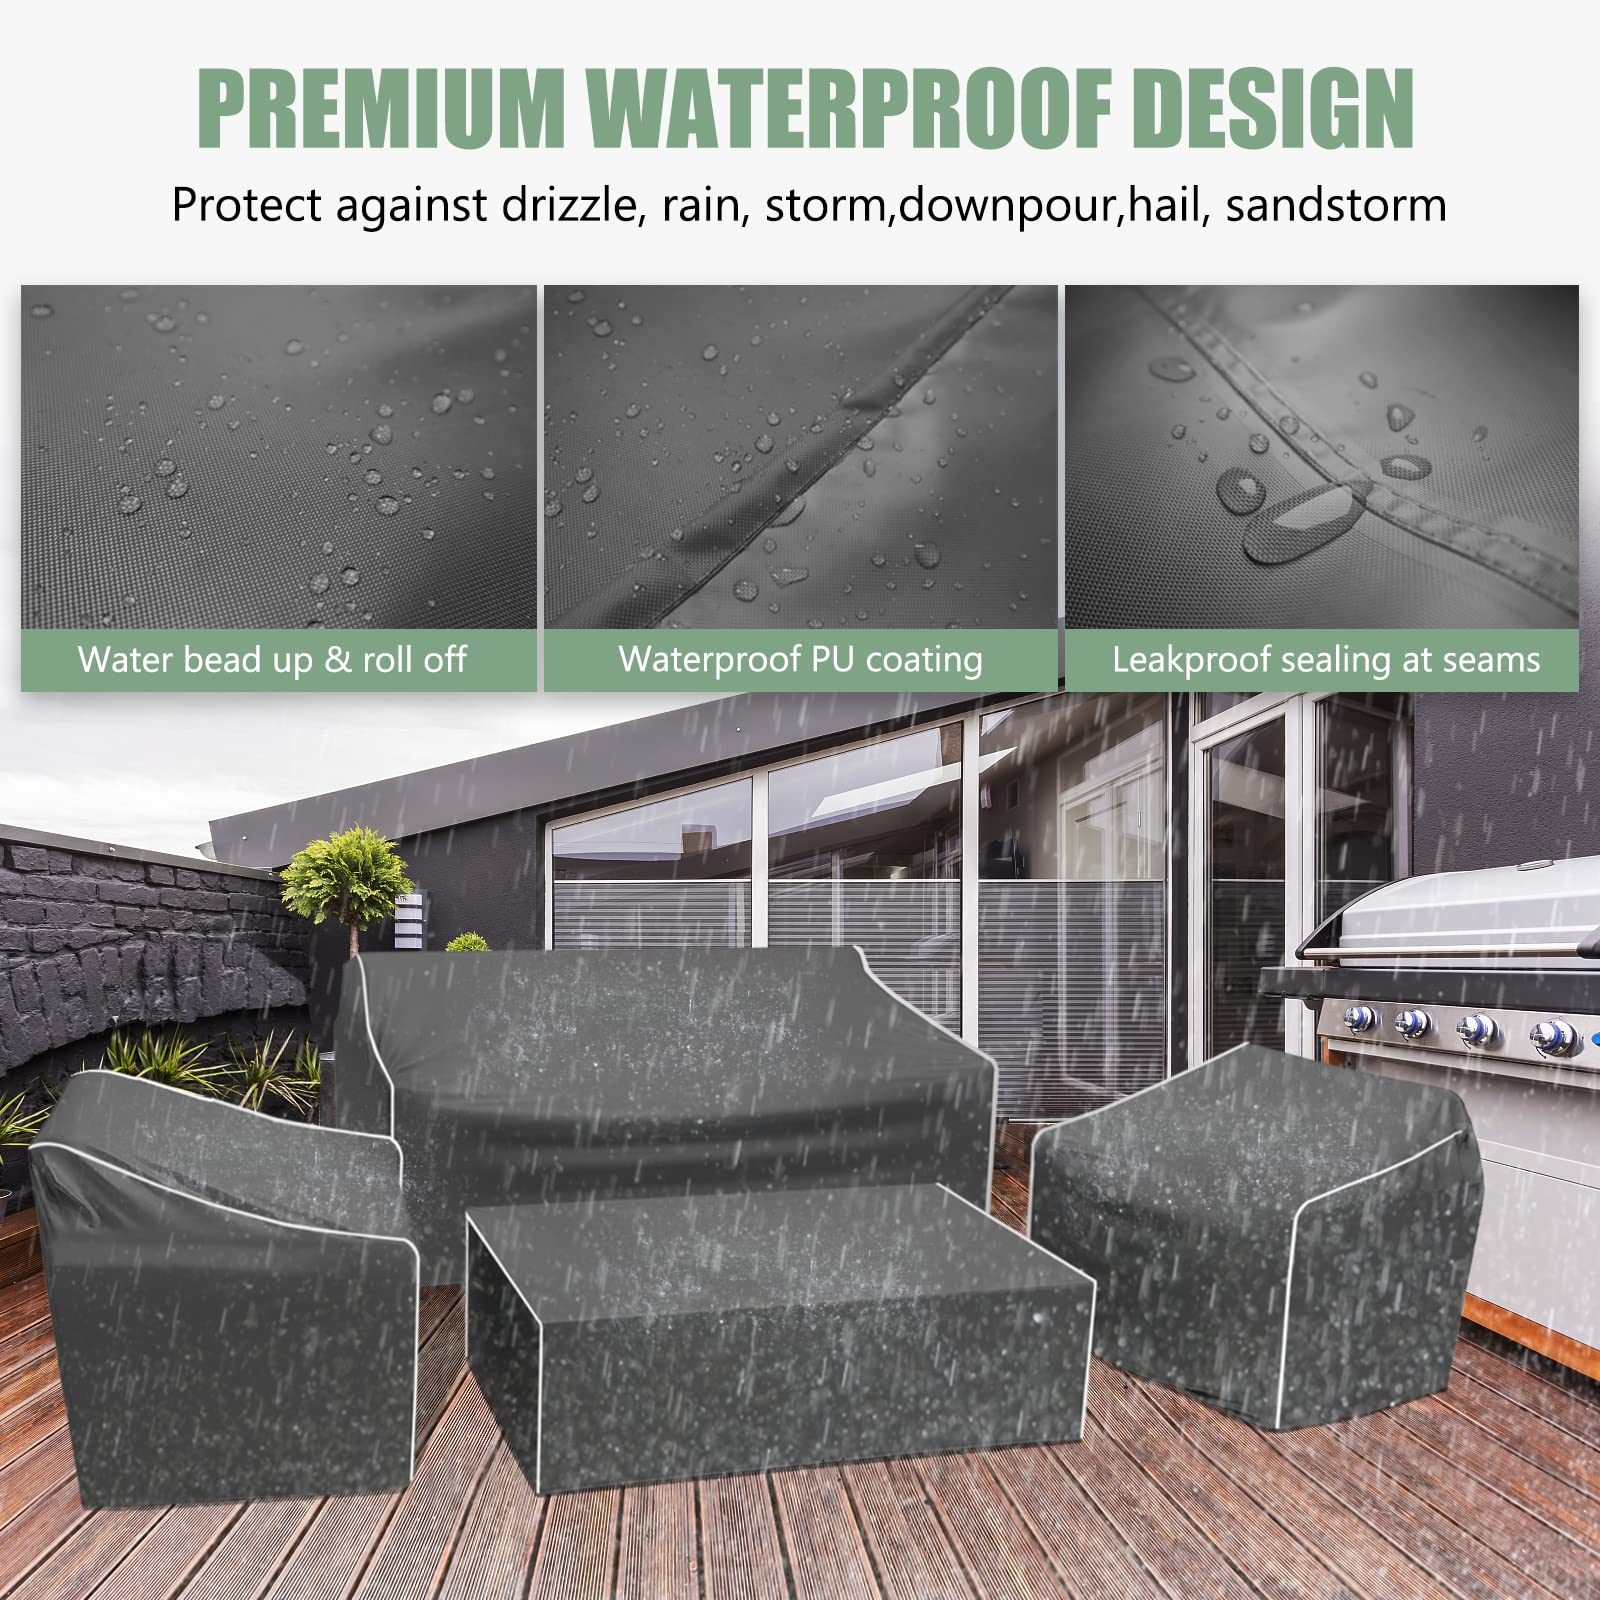 PREMIUM WATERPROOF DESIGN
Protect against drizzle, rain, storm,downpour,hail, sandstorm
Water bead up & roll off
Waterproof PU coating
Leakproof sealing at seams